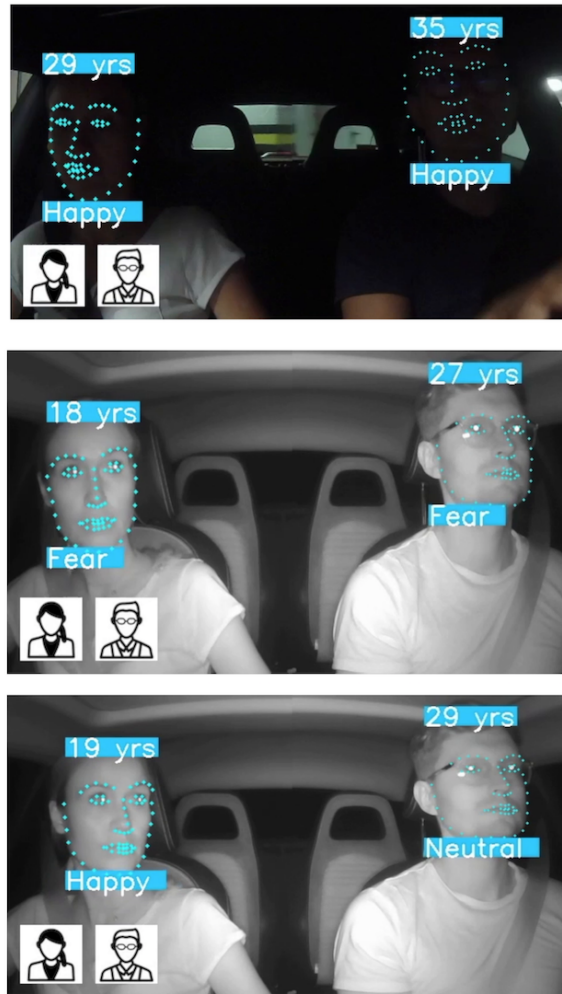 29 yrs
35 yrs
Happy
Happy
18 yrs
27 yrs
Fear
Fear
19 yrs
29 yrs
Happy
Neutral